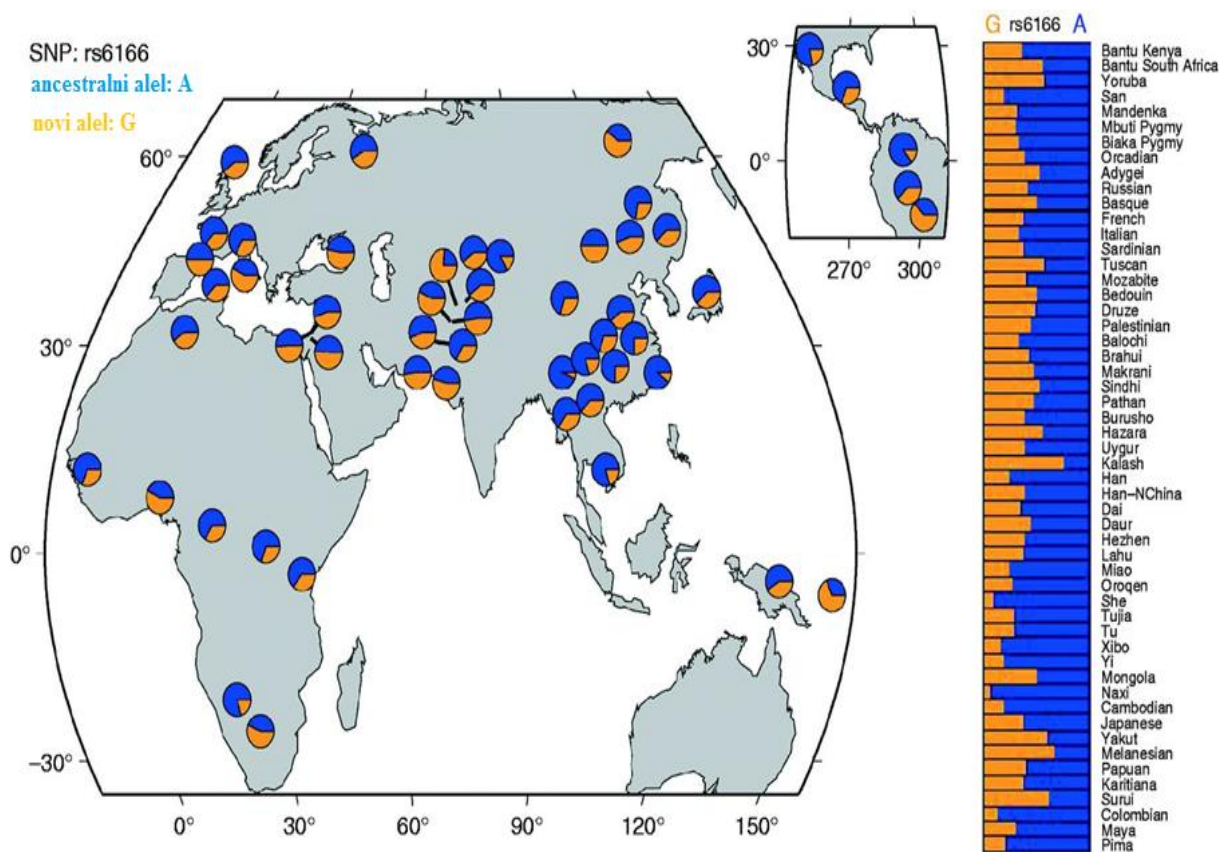 SNP: rs6166
ancestralni alel: A
novi alel: G
60°
30°
0°
−30°
0°
30°
60°
90°
120°
150°
30°
0°
270°
300°
G rs6166 A
Bantu Kenya
Bantu South Africa
Yoruba
San
Mandenka
Mbuti Pygmy
Biaka Pygmy
Orcadian
Adygei
Russian
Basque
French
Italian
Sardinian
Tuscan
Mozabite
Bedouin
Druze
Palestinian
Balochi
Brahui
Makrani
Sindhi
Pathan
Burusho
Hazara
Uygur
Kalash
Han
Han−NChina
Dai
Daur
Hezhen
Lahu
Miao
Oroqen
She
Tujia
Tu
Xibo
Yi
Mongola
Naxi
Cambodian
Japanese
Yakut
Melanesian
Papuan
Karitiana
Surui
Colombian
Maya
Pima